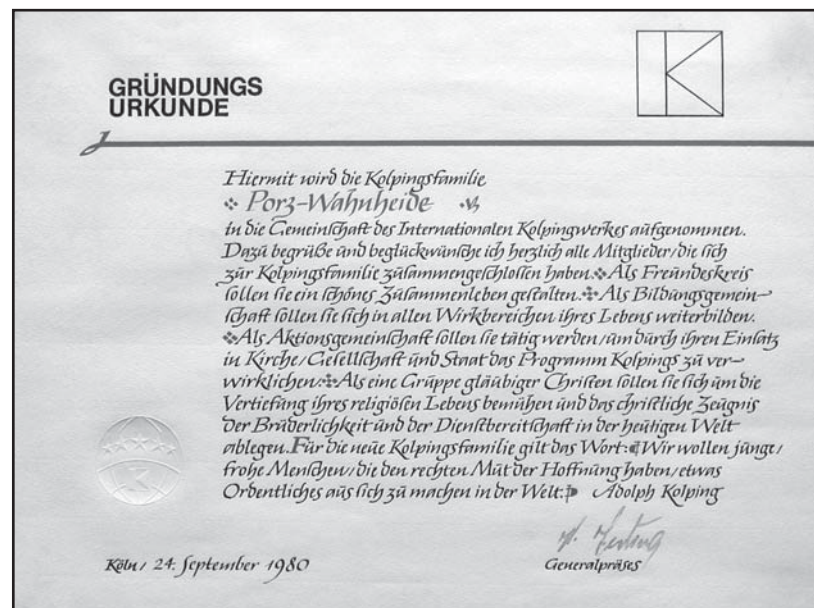 GRÜNDUNGS
URKUNDE
K
Hiermit wird die Kolpingsfamilie
Porz-Wahnheide
in die Gemeinschaft des Internationalen Kolpingwerkes aufgenommen.
Dazu begrüße und beglückwünsche ich herzlich alle Mitglieder/die sich
zur Kolpingsfamilie zusammengeschlossen haben. Als Freundeskreis
sollen sie ein schönes Zusammenleben gestalten. Als Bildungsgemein-
schaft sollen sie sich in allen Wirkbereichen ihres Lebens weiterbilden.
Als Aktionsgemeinschaft sollen sie tätig werden/um durch ihren Einsatz
in Kirche/Gesellschaft und Staat das Programm Kolpings zu ver-
wirklichen. Als eine Gruppe gläubiger Christen sollen sie sich um die
Vertiefung ihres religiösen Lebens bemühen und das christliche Zeugnis
der Brüderlichkeit und der Dienstbereitschaft in der heutigen Welt
ablegen. Für die neue Kolpingsfamilie gilt das Wort: Wir wollen junge/
frohe Menschen/die den rechten Mut der Hoffnung haben/etwas
Ordentliches aus sich zu machen in der Welt. Adolph Kolping
Köln/24. September 1980
Generalpräses